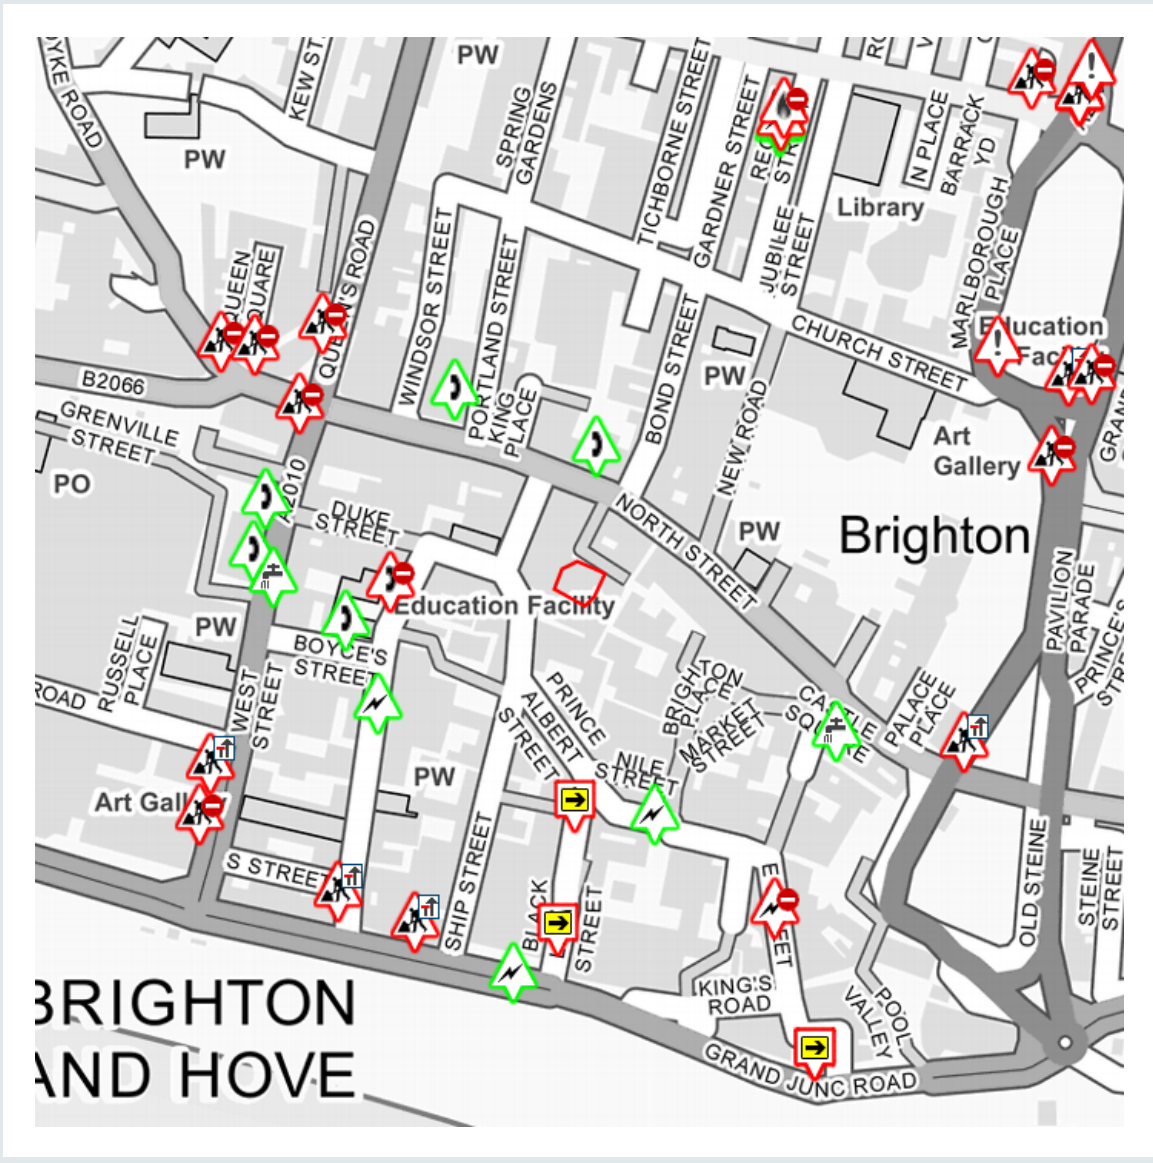 DYKE ROAD
KEW ST
PW
SPRING
GARDENS
TICHBORNE STREET
GARDNER STREET
N PLACE
BARRACK
YD
PW
Library
MARLBOROUGH
PLACE
JUBILEE
STREET
QUEEN
SQUARE
QUEEN'S ROAD
WINDSOR STREET
PORTLAND STREET
BOND STREET
CHURCH STREET
Education
B2066
PW
KING
PLACE
NEW ROAD
GRENVILLE
STREET
Art
Gallery
PO
A2010
DUKE
STREET
NORTH STREET
PW
Brighton
Education Facility
PAVILION
PARADE
PRINCE'S
PW
BOYCE'S
STREET
RUSSELL
PLACE
ROAD
WEST
STREET
BRIGHTON
PLACE
MARKET
STREET
CASTLE
SQUARE
PALACE
PLACE
PRINCE
ALBERT
STREET
NILE
STREET
PW
Art Gallery
S STREET
SHIP STREET
BLACK
STREET
OLD STEINE
STEINE
STREET
KING'S
ROAD
POOL
VALLEY
BRIGHTON
AND HOVE
GRAND JUNC ROAD